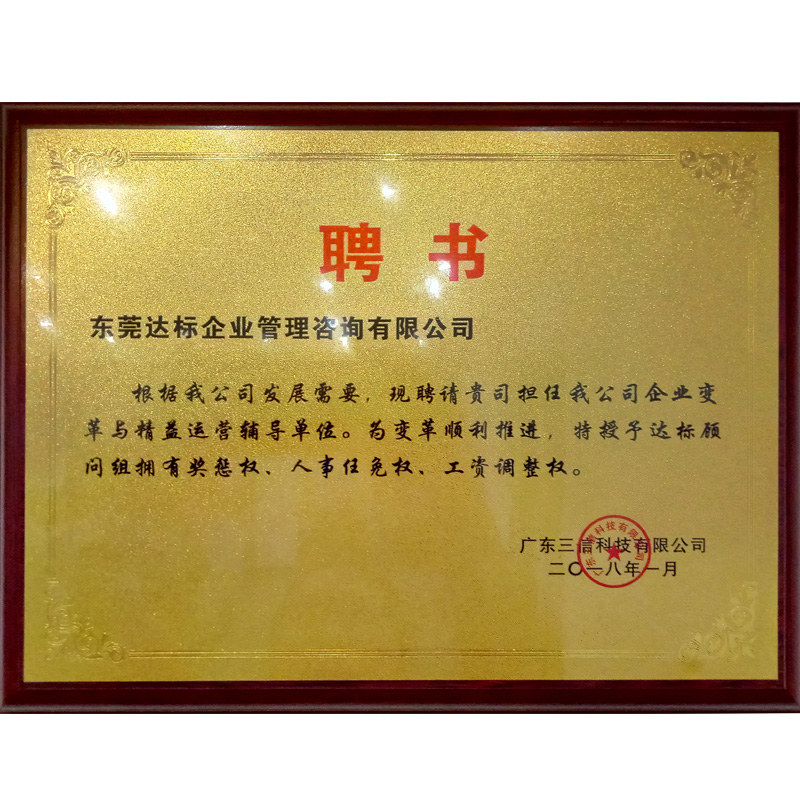 聘 书
东莞达标企业管理咨询有限公司
根据我公司发展需要，现聘请贵司担任我公司企业变
革与精益运营辅导单位。为变革顺利推进，特授予达标顾
问组拥有奖惩权、人事任免权、工资调整权。
广东三信科技有限公司
二〇一八年一月